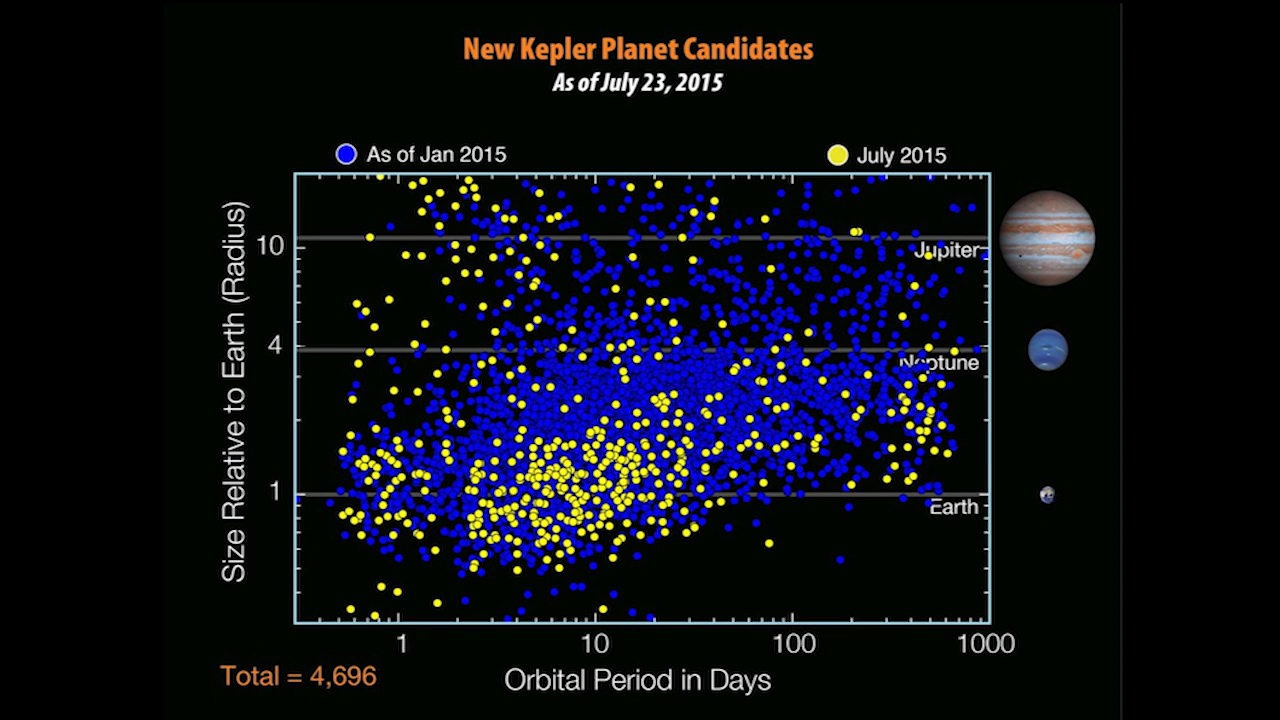 New Kepler Planet Candidates
As of July 23, 2015
As of Jan 2015
July 2015
Size Relative to Earth (Radius)
10
4
1
Jupiter
Neptune
Earth
1
10
100
1000
Orbital Period in Days
Total = 4,696